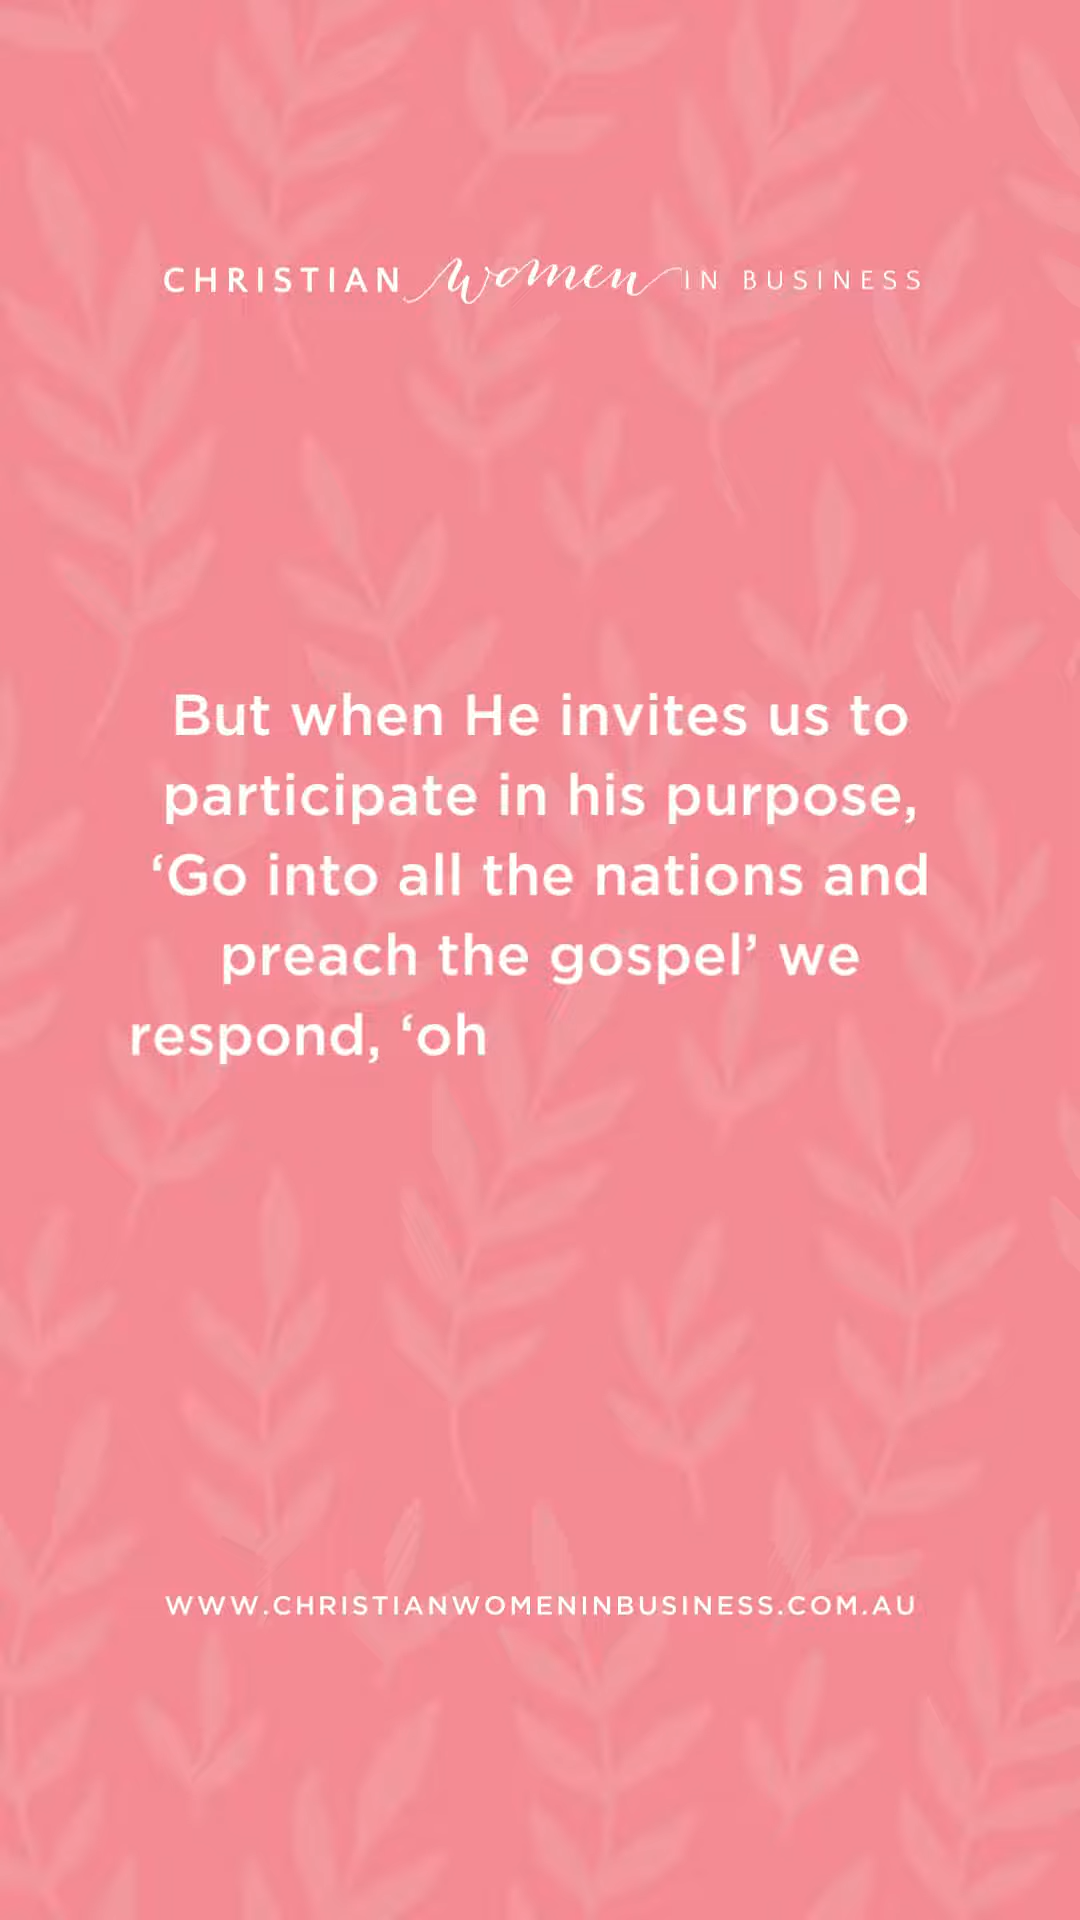 CHRISTIAN women IN BUSINESS
But when He invites us to
participate in his purpose,
‘Go into all the nations and
preach the gospel’ we
respond, ‘oh
WWW.CHRISTIANWOMENINBUSINESS.COM.AU